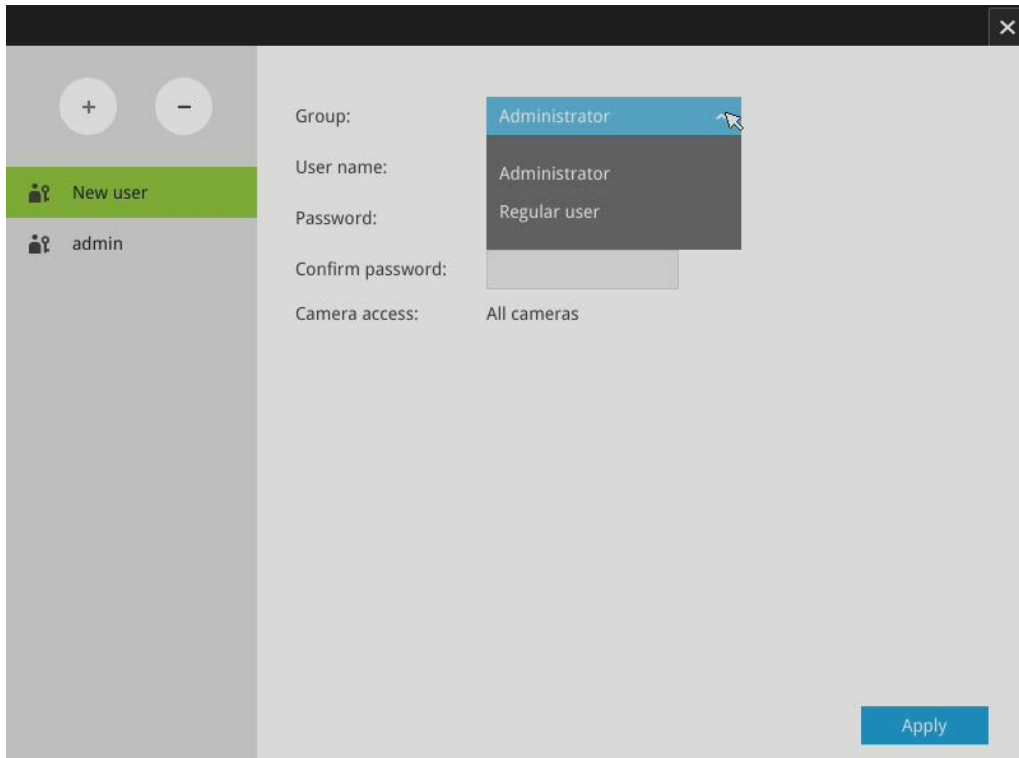 + −
New user
admin
Group: Administrator
Administrator
Regular user
User name:
Password:
Confirm password:
Camera access: All cameras
Apply